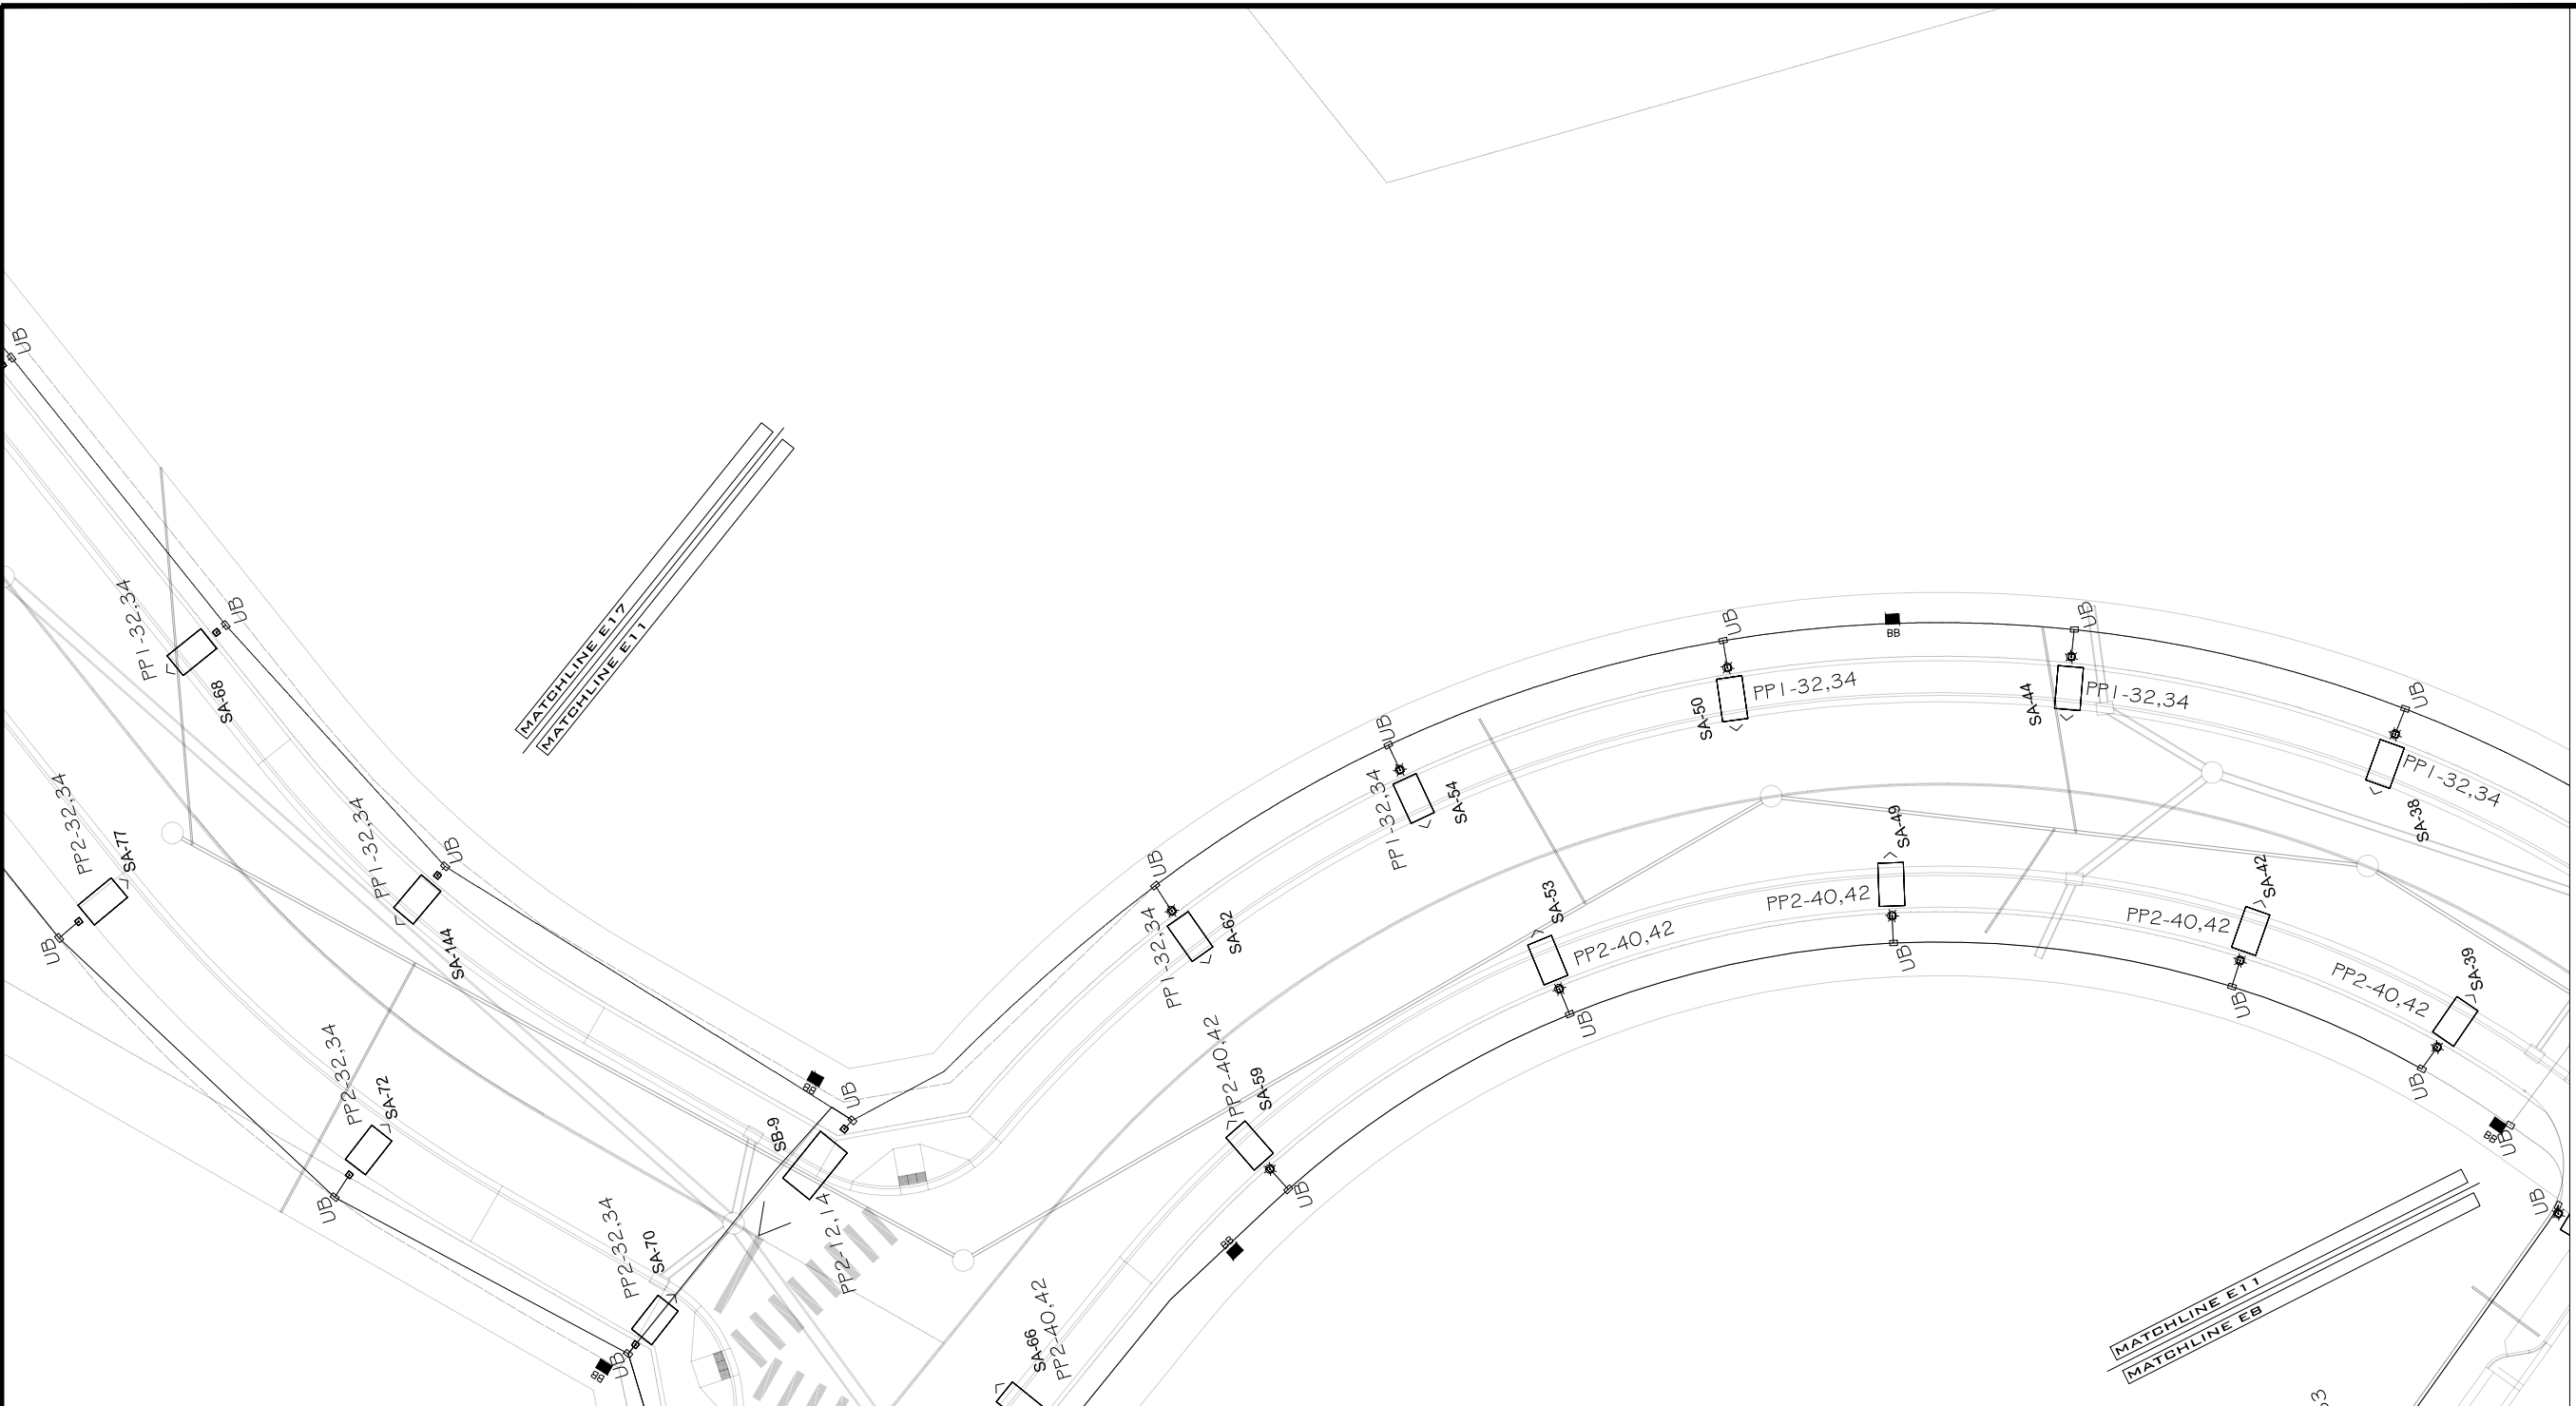 UB
MATCHLINE E17
MATCHLINE E11
PP1-32,34
UB
SA-68
UB
BB
UB
PP1-32,34
SA-50
SA-44
PP1-32,34
UB
PP1-32,34
SA-38
UB
PP1-32,34
SA-54
PP2-32,34
SA-77
UB
PP1-32,34
UB
SA-144
UB
PP1-32,34
SA-62
SA-53
PP2-40,42
UB
SA-49
PP2-40,42
UB
SA-42
PP2-40,42
UB
SA-39
PP2-40,42
UB
PP2-32,34
SA-72
UB
BB
UB
SB-9
PP2-12,14
PP2-40,42
SA-59
UB
BB
BB
UB
UB
PP2-32,34
SA-70
UB
BB
SA-66
PP2-40,42
MATCHLINE E11
MATCHLINE E8